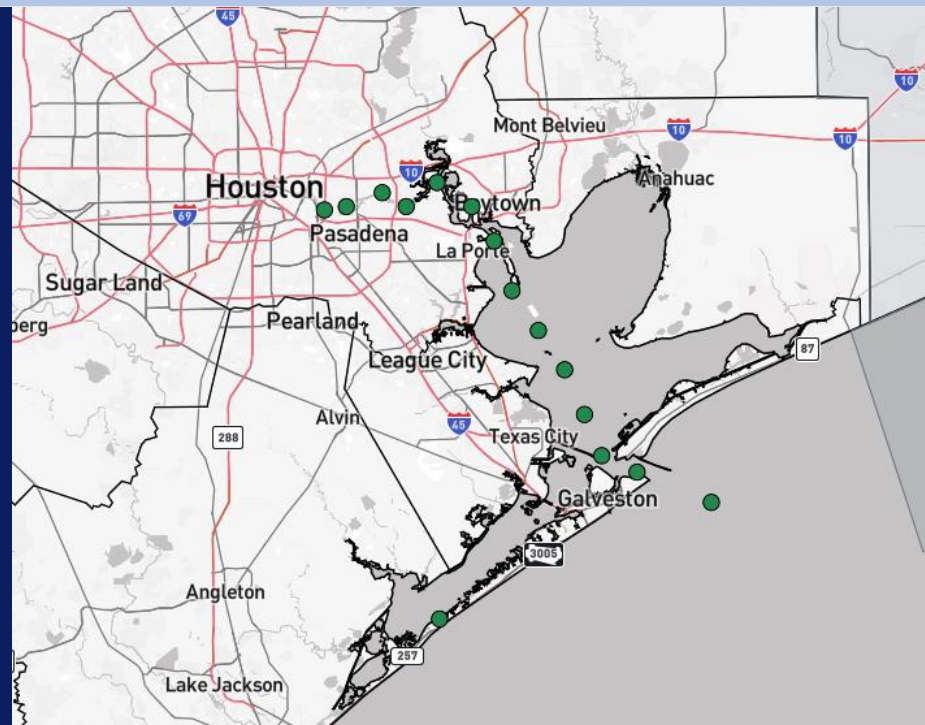 45
10
Mont Belvieu
10
10
10
Anahuac
Houston
Baytown
69
Pasadena
La Porte
Sugar Land
berg
Pearland
87
League City
Alvin
45
288
Texas City
Galveston
3005
Angleton
257
Lake Jackson